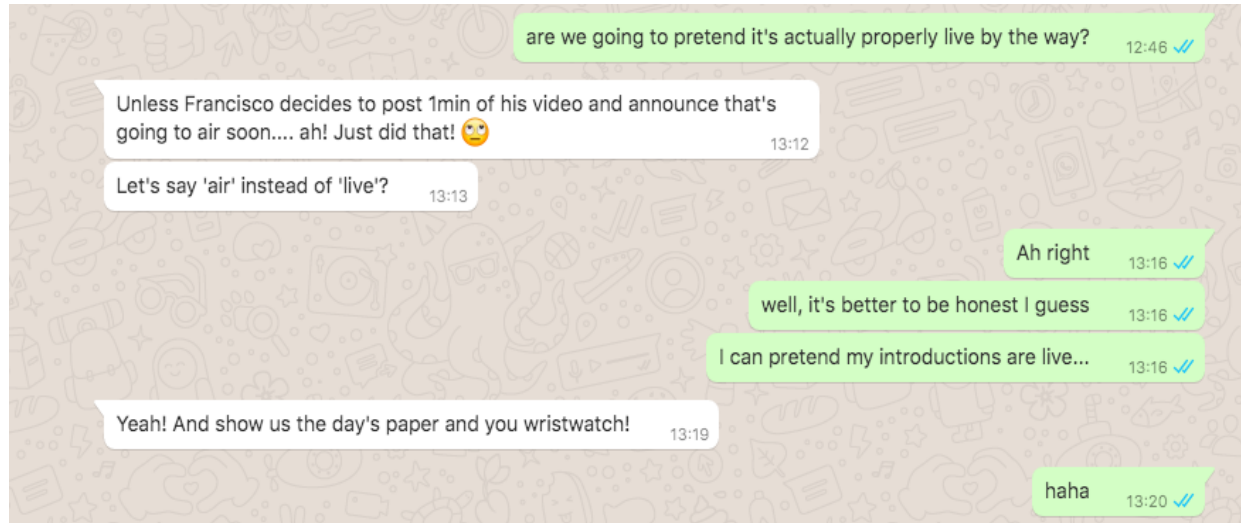 are we going to pretend it's actually properly live by the way?
12:46
Unless Francisco decides to post 1min of his video and announce that's
going to air soon.... ah! Just did that! 🙄
13:12
Let's say 'air' instead of 'live'?
13:13
Ah right
13:16
well, it's better to be honest I guess
13:16
I can pretend my introductions are live...
13:16
Yeah! And show us the day's paper and you wristwatch!
13:19
haha
13:20